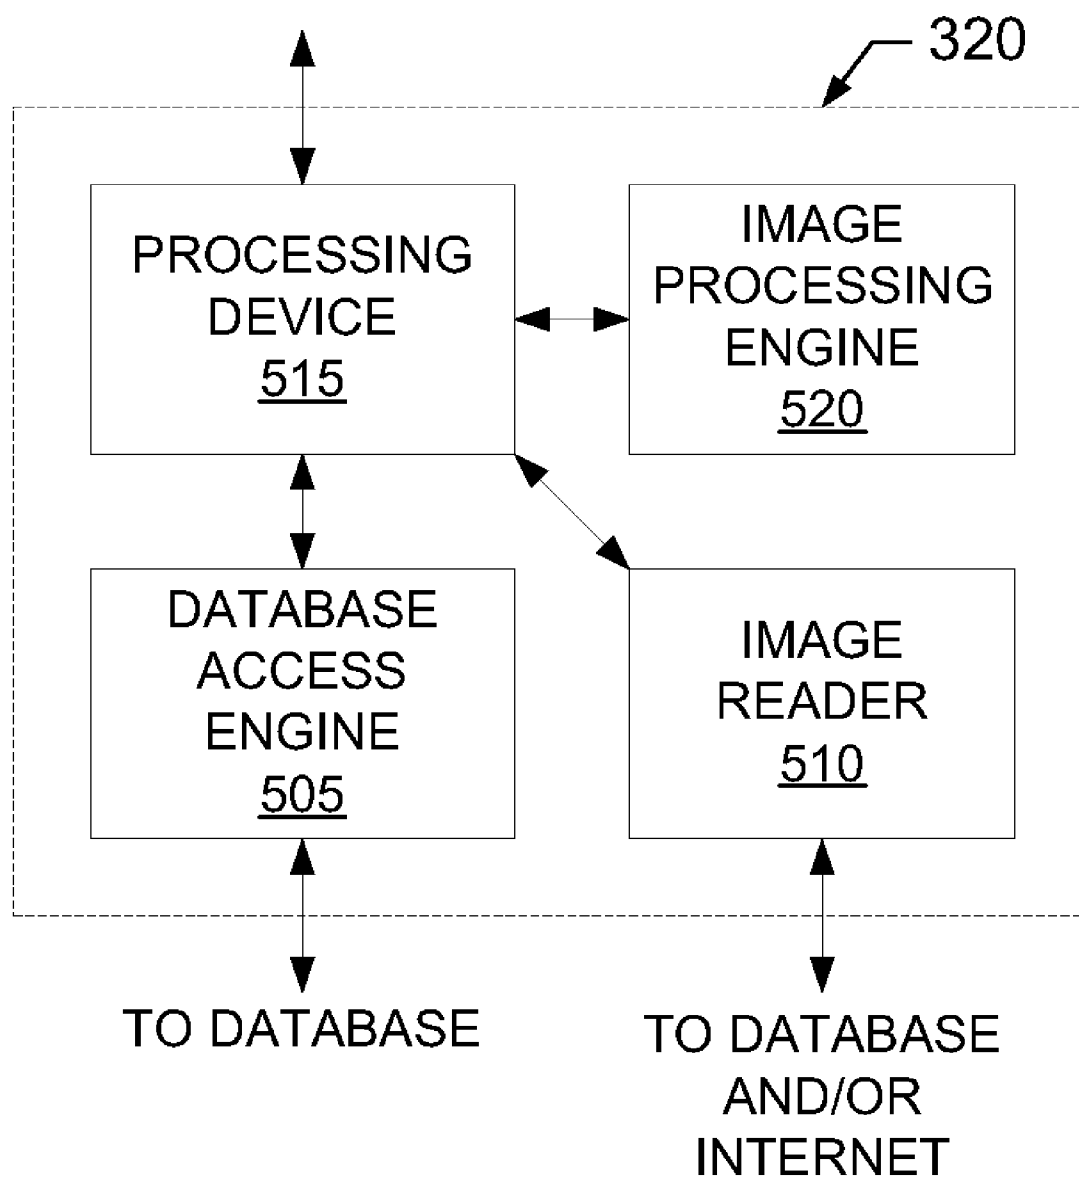 320
PROCESSING
DEVICE
515
IMAGE
PROCESSING
ENGINE
520
DATABASE
ACCESS
ENGINE
505
IMAGE
READER
510
TO DATABASE
TO DATABASE
AND/OR
INTERNET